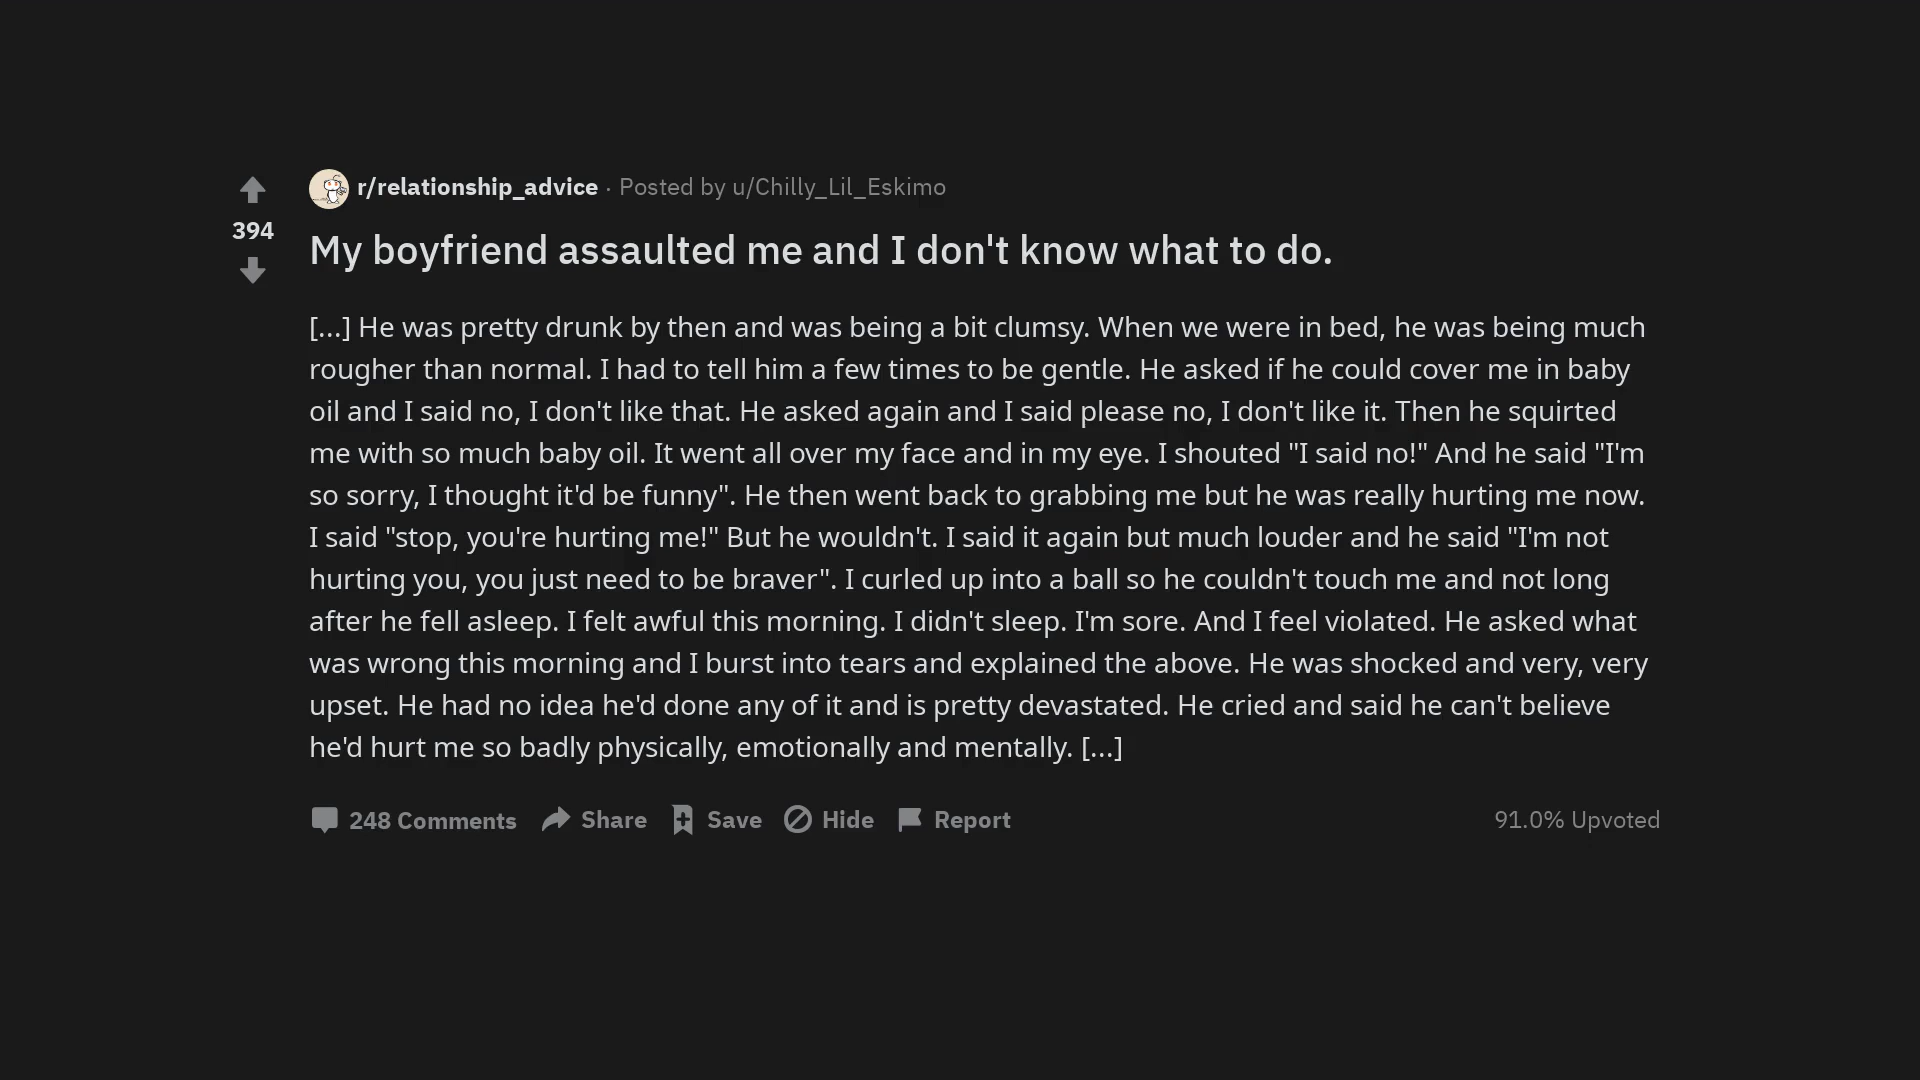 r/relationship_advice · Posted by u/Chilly_Lil_Eskimo
394
My boyfriend assaulted me and I don't know what to do.
[...] He was pretty drunk by then and was being a bit clumsy. When we were in bed, he was being much
rougher than normal. I had to tell him a few times to be gentle. He asked if he could cover me in baby
oil and I said no, I don't like that. He asked again and I said please no, I don't like it. Then he squirted
me with so much baby oil. It went all over my face and in my eye. I shouted "I said no!" And he said "I'm
so sorry, I thought it'd be funny". He then went back to grabbing me but he was really hurting me now.
I said "stop, you're hurting me!" But he wouldn't. I said it again but much louder and he said "I'm not
hurting you, you just need to be braver". I curled up into a ball so he couldn't touch me and not long
after he fell asleep. I felt awful this morning. I didn't sleep. I'm sore. And I feel violated. He asked what
was wrong this morning and I burst into tears and explained the above. He was shocked and very, very
upset. He had no idea he'd done any of it and is pretty devastated. He cried and said he can't believe
he'd hurt me so badly physically, emotionally and mentally. [...]
248 Comments Share Save Hide Report 91.0% Upvoted